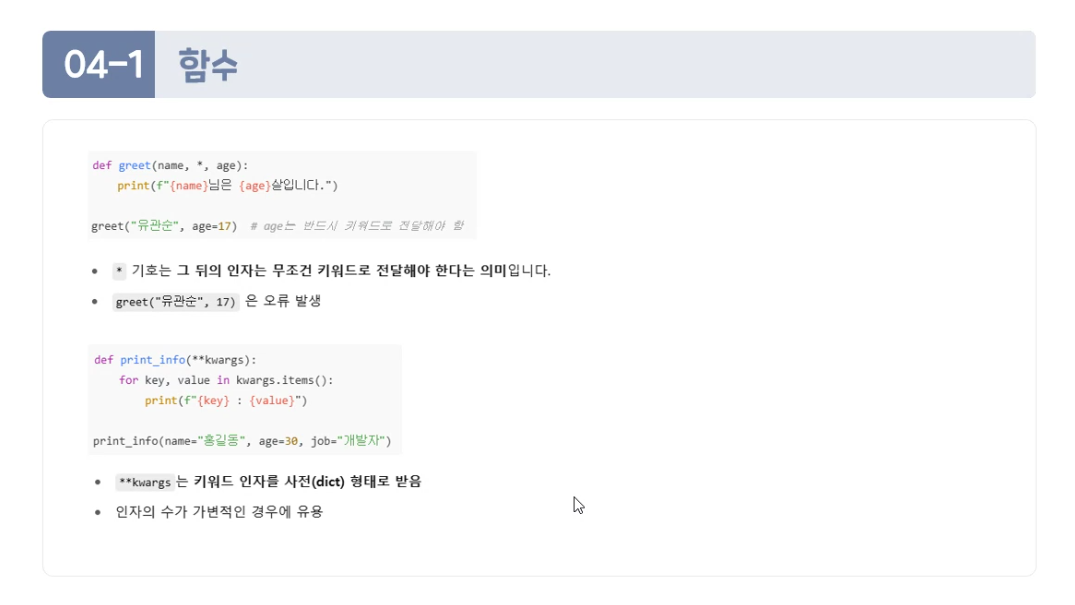 04-1 함수
def greet(name, *, age):
    print(f"{name}님은 {age}살입니다.")
greet("유관순", age=17)  # age는 반드시 키워드로 전달해야 함
• * 기호는 그 뒤의 인자는 무조건 키워드로 전달해야 한다는 의미입니다.
• greet("유관순", 17) 은 오류 발생
def print_info(**kwargs):
    for key, value in kwargs.items():
        print(f"{key} : {value}")
print_info(name="홍길동", age=30, job="개발자")
• **kwargs는 키워드 인자를 사전(dict) 형태로 받음
• 인자의 수가 가변적인 경우에 유용